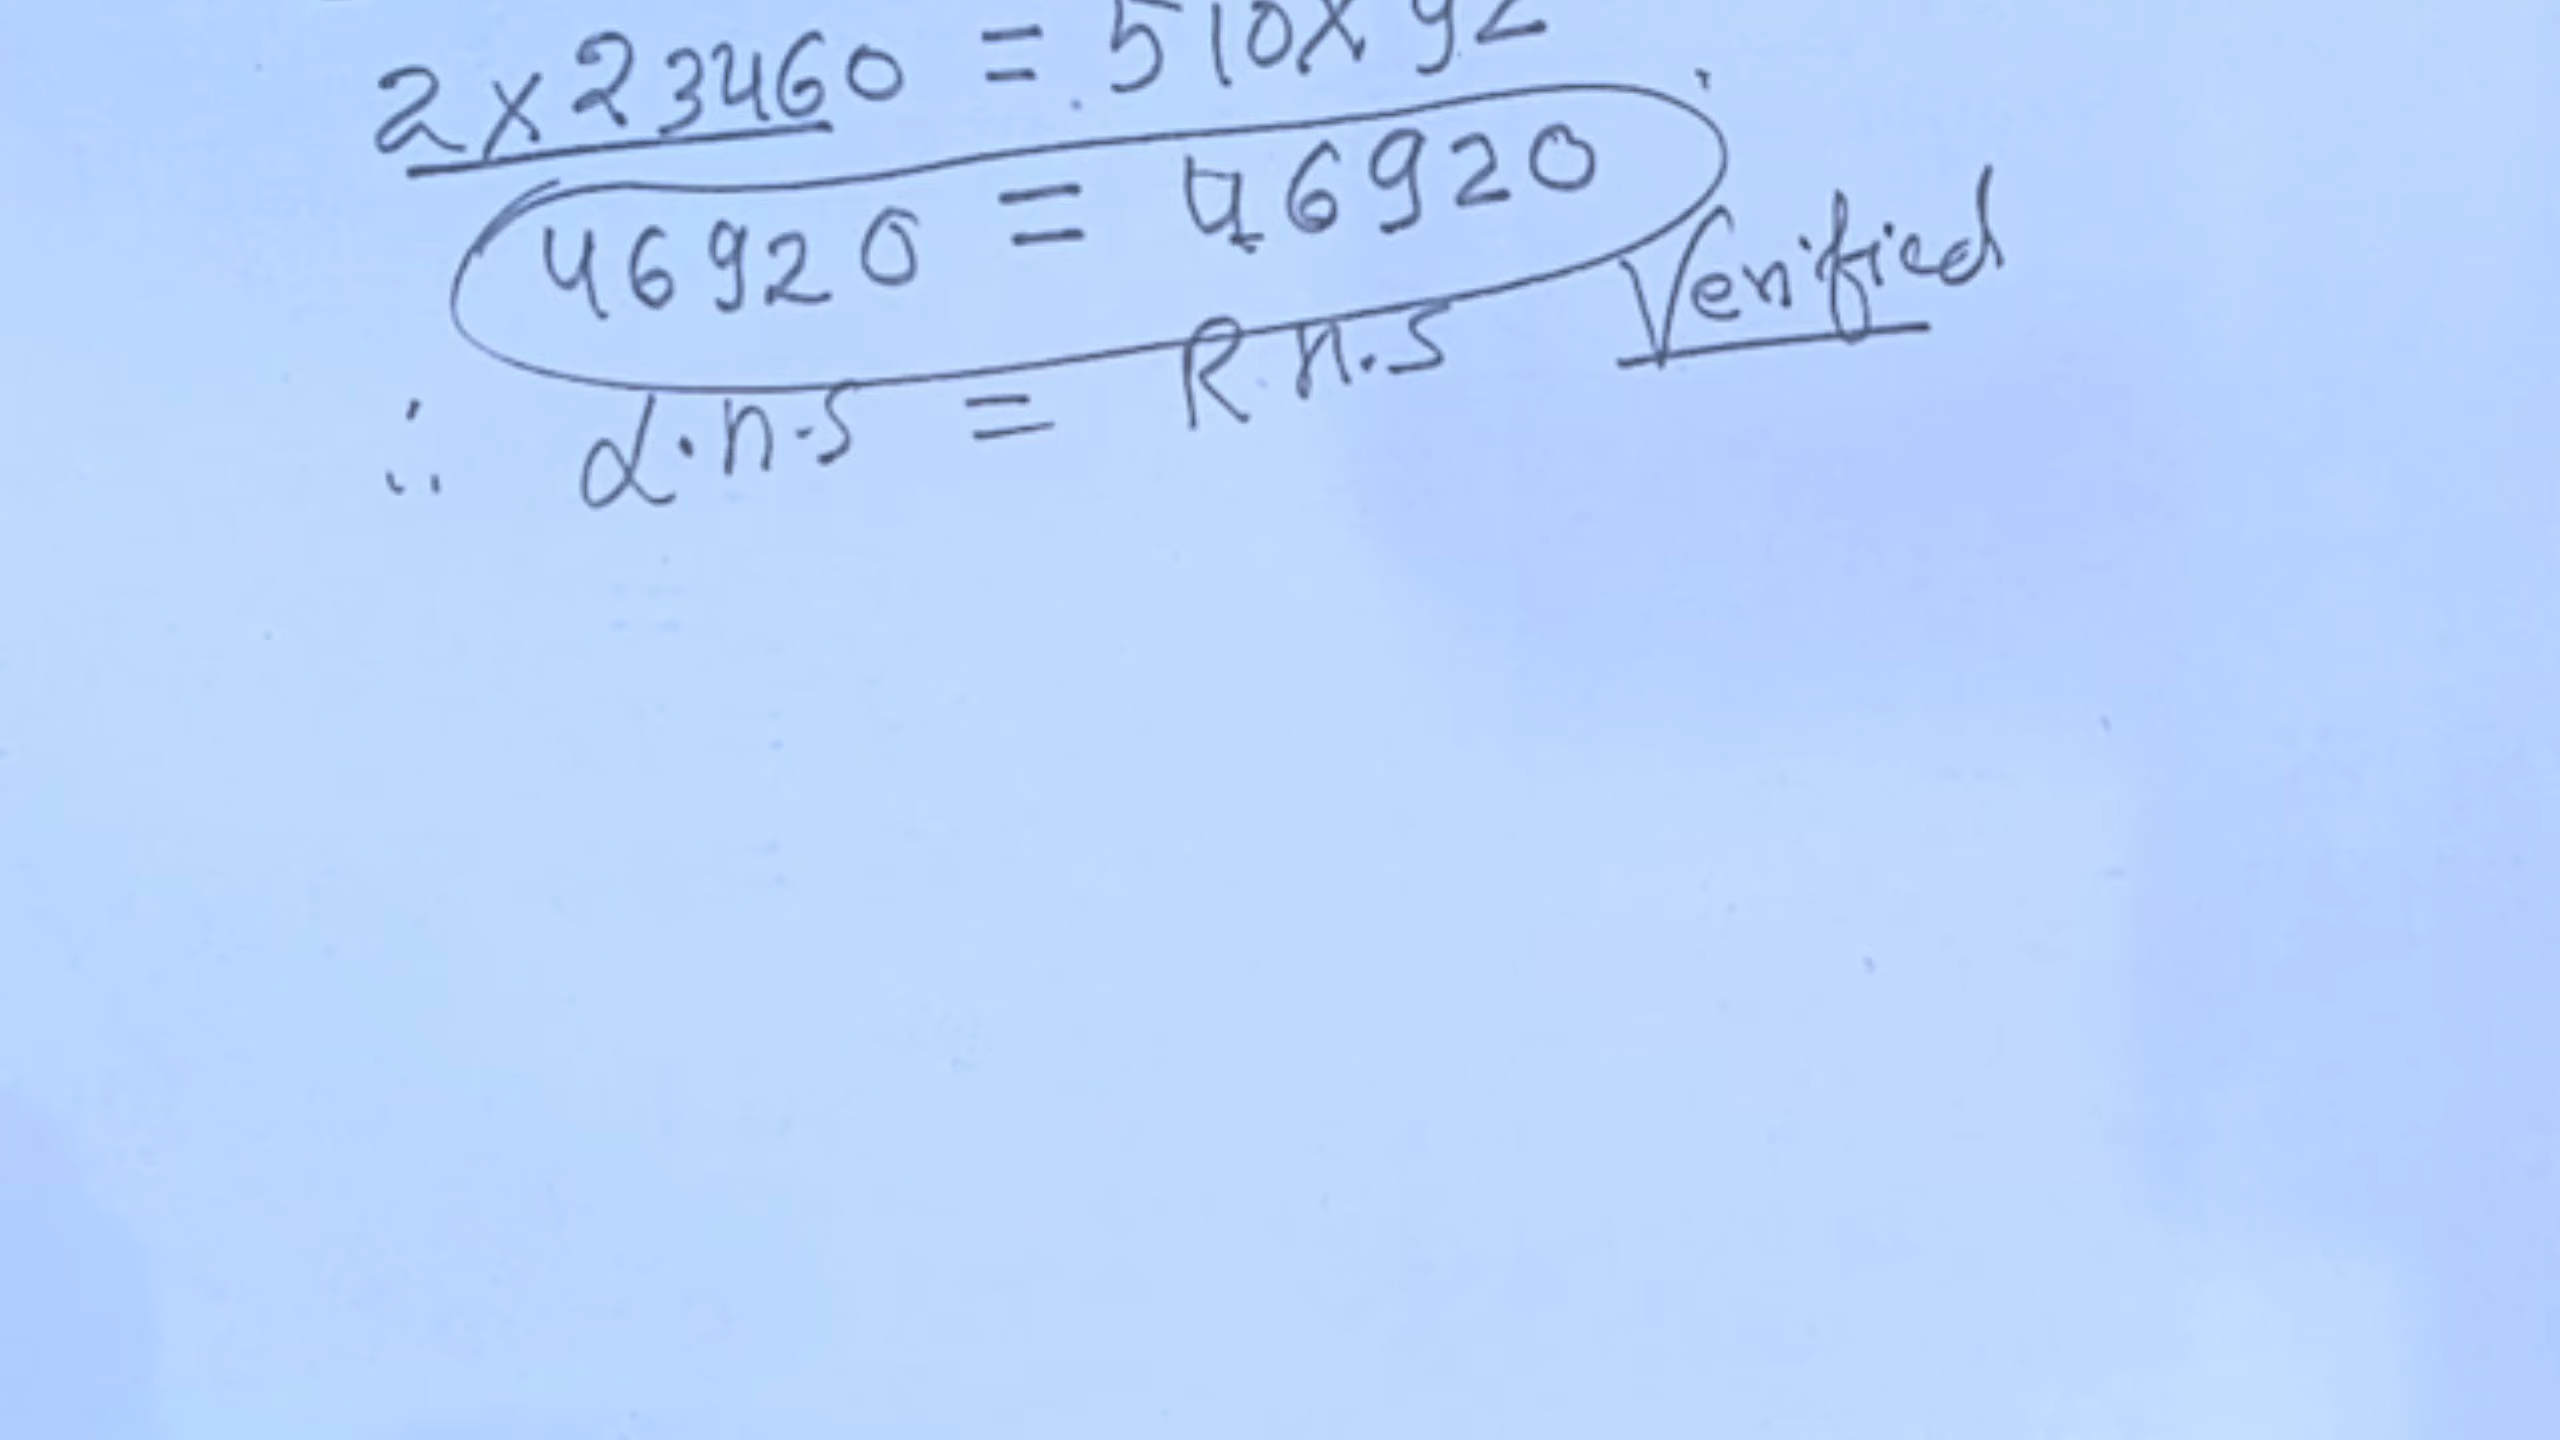 2 × 23460 = 510 × 92
46920 = 46920
Verified
∴ L.H.S = R.H.S